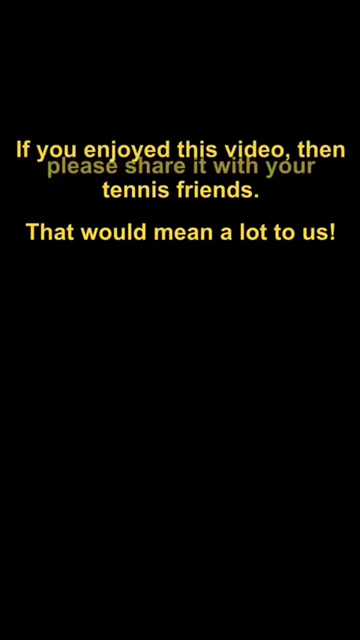 If you enjoyed this video, then
please share it with your
tennis friends.
That would mean a lot to us!